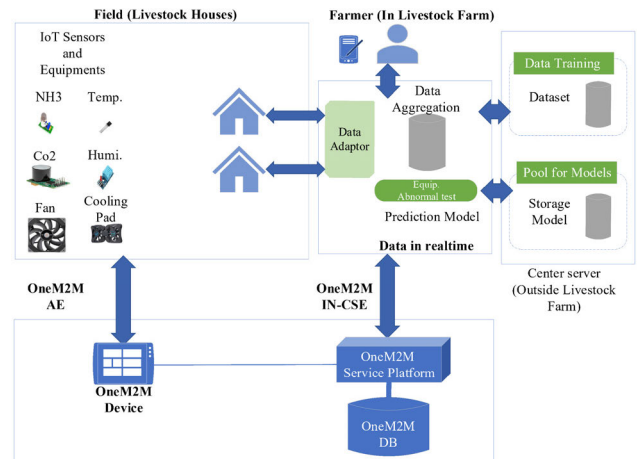 Field (Livestock Houses)
Farmer (In Livestock Farm)
IoT Sensors
and
Equipments
NH3
Temp.
Co2
Humi.
Fan
Cooling
Pad
Data
Adaptor
Data
Aggregation
Equip.
Abnormal test
Prediction Model
Data in realtime
Data Training
Dataset
Pool for Models
Storage
Model
Center server
(Outside Livestock
Farm)
OneM2M
AE
OneM2M
IN-CSE
OneM2M
Device
OneM2M
Service Platform
OneM2M
DB